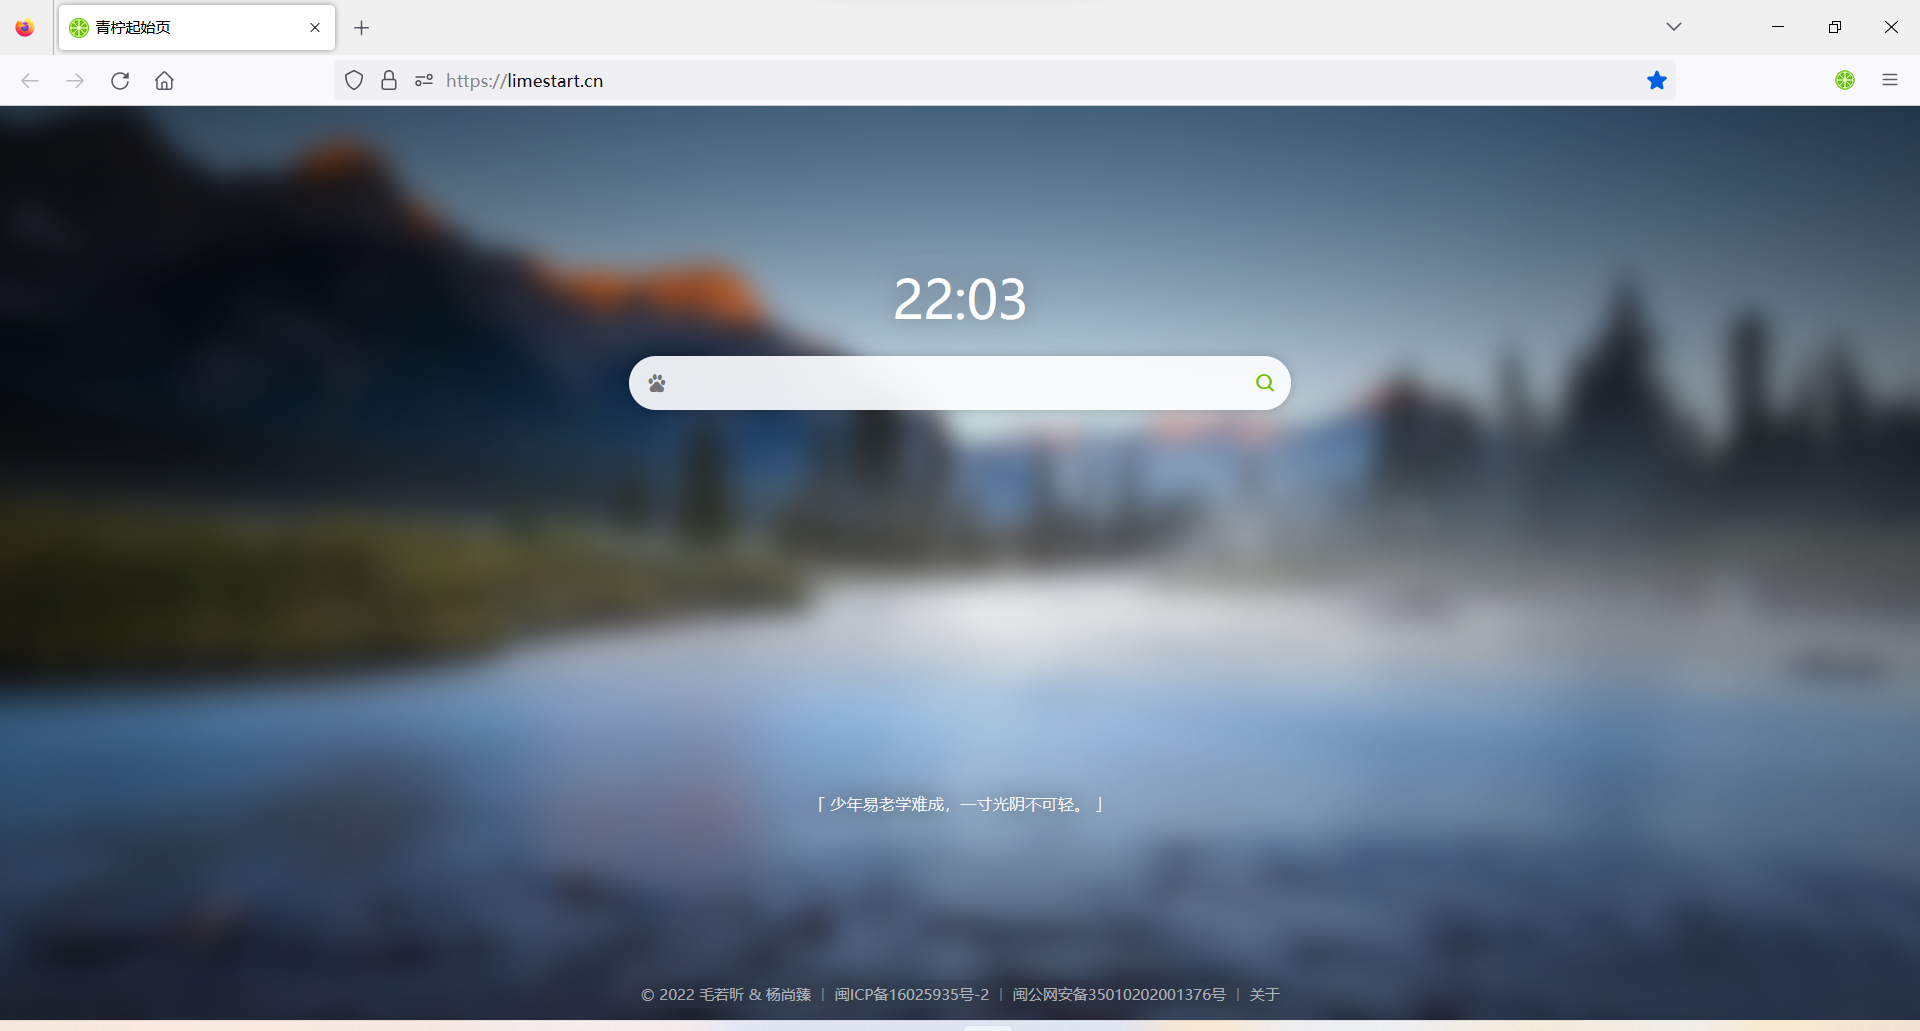 青柠起始页
https://limestart.cn
22:03
「 少年易老学难成，一寸光阴不可轻。 」
© 2022 毛若昕 & 杨尚臻 | 闽ICP备16025935号-2 | 闽公网安备35010202001376号 | 关于